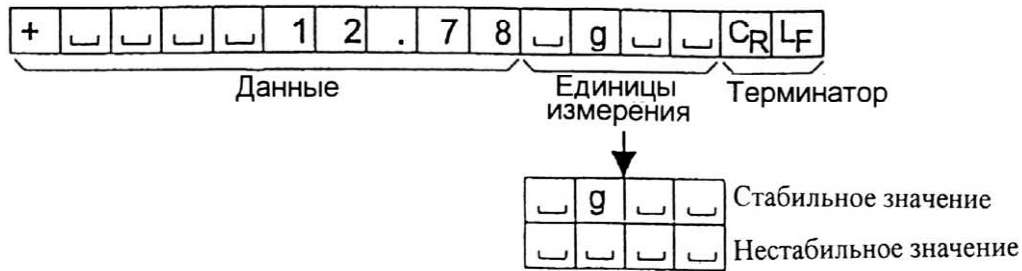 + ␣ ␣ ␣ ␣ 1 2 . 7 8 ␣ g ␣ ␣ CR LF
Данные Единицы измерения Терминатор
␣ g ␣ ␣ Стабильное значение
␣ ␣ ␣ ␣ Нестабильное значение